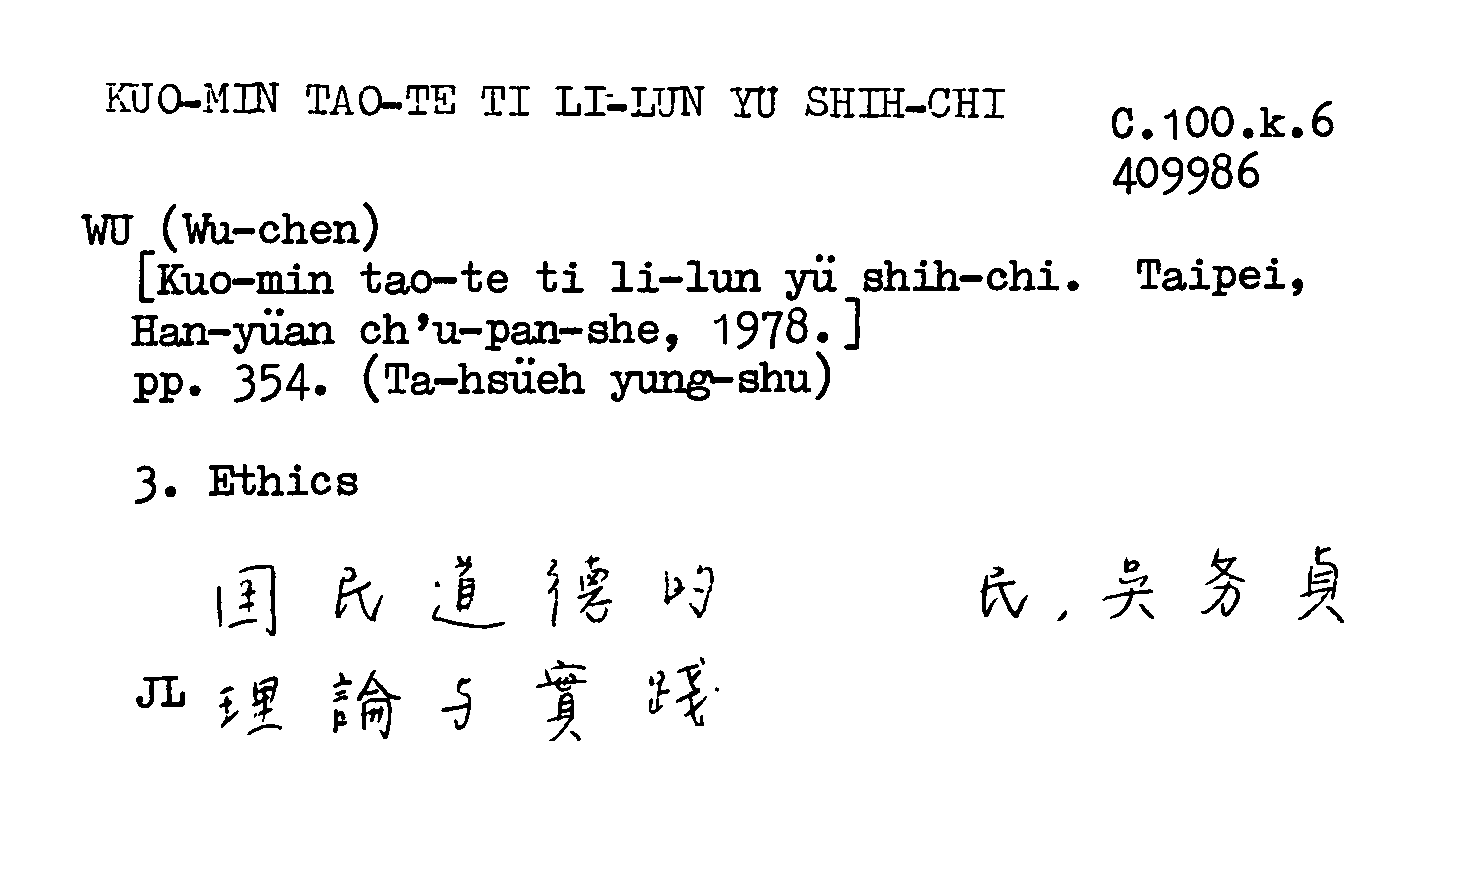 KUO-MIN TAO-TE TI LI-LUN YU SHIH-CHI
C.100.k.6
409986
WU (Wu-chen)
[Kuo-min tao-te ti li-lun yü shih-chi. Taipei,
Han-yüan ch'u-pan-she, 1978.]
pp. 354. (Ta-hsüeh yung-shu)
3. Ethics
国民道德的 民,吳务貞
JL 理論与實践